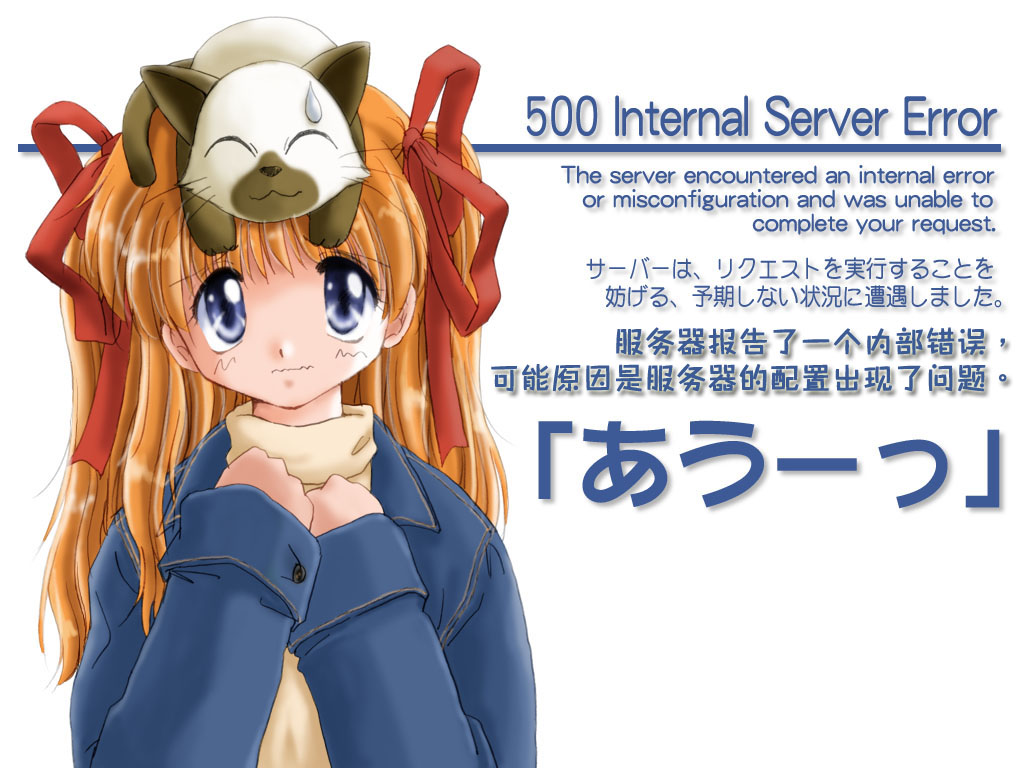 500 Internal Server Error
The server encountered an internal error
or misconfiguration and was unable to
complete your request.
サーバーは、リクエストを実行することを
妨げる、予期しない状況に遭遇しました。
服务器报告了一个内部错误，
可能原因是服务器的配置出现了问题。
「あうーっ」